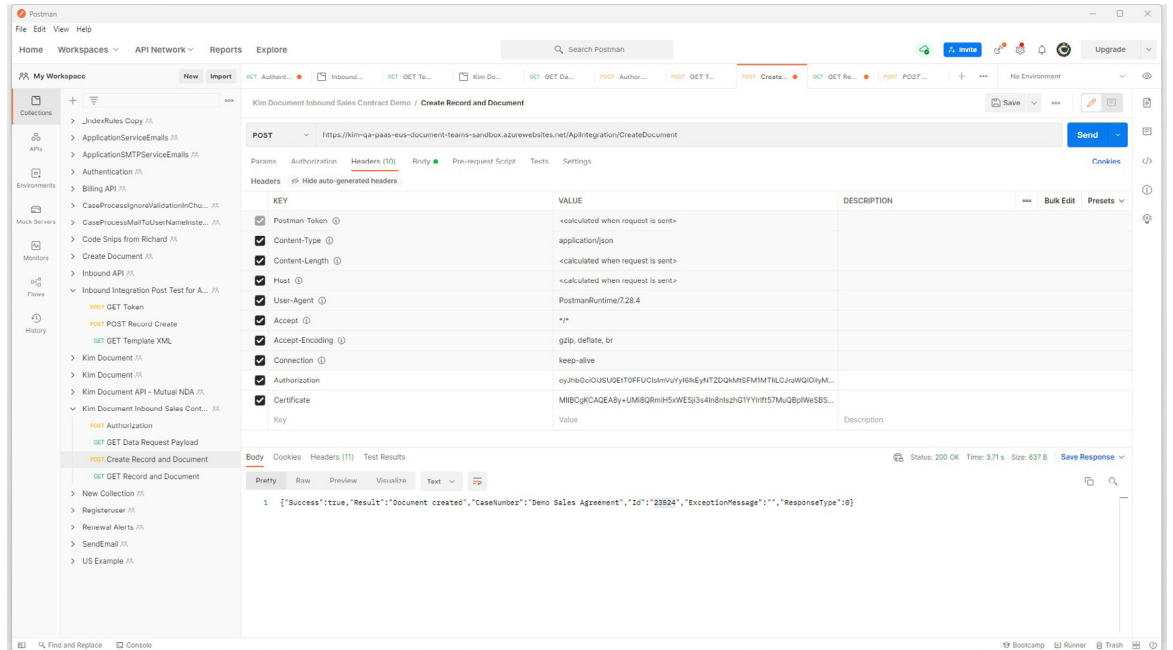 Postman
File Edit View Help
Home Workspaces API Network Reports Explore
Search Postman
Invite
Upgrade
My Workspace New Import
GET Authent... Inbound... GET GET Te... Kim Do... GET GET Da... POST Author... POST GET T... POST Create... GET GET Re... POST POST ...
No Environment
Collections
APIs
Environments
Mock Servers
Monitors
Flows
History
_IndexRules Copy
ApplicationServiceEmails
ApplicationSMTPServiceEmails
Authentication
Billing API
CaseProcessIgnoreValidationInChu...
CaseProcessMailToUserNameInste...
Code Snips from Richard
Create Document
Inbound API
Inbound Integration Post Test for A...
POST GET Token
POST POST Record Create
GET GET Template XML
Kim Document
Kim Document
Kim Document API - Mutual NDA
Kim Document Inbound Sales Cont...
POST Authorization
GET GET Data Request Payload
POST Create Record and Document
GET GET Record and Document
New Collection
Registeruser
Renewal Alerts
SendEmail
US Example
Kim Document Inbound Sales Contract Demo / Create Record and Document
Save
POST https://kim-qa-paas-eus-document-teams-sandbox.azurewebsites.net/ApiIntegration/CreateDocument Send
Params Authorization Headers (10) Body Pre-request Script Tests Settings Cookies
Headers Hide auto-generated headers
KEY VALUE DESCRIPTION Bulk Edit Presets
Postman-Token <calculated when request is sent>
Content-Type application/json
Content-Length <calculated when request is sent>
Host <calculated when request is sent>
User-Agent PostmanRuntime/7.28.4
Accept */*
Accept-Encoding gzip, deflate, br
Connection keep-alive
Authorization
Certificate
Key Value Description
Body Cookies Headers (11) Test Results Status: 200 OK Time: 3.71 s Size: 637 B Save Response
Pretty Raw Preview Visualize Text
1 {"Success":true,"Result":"Document created","CaseNumber":"Demo Sales Agreement","Id":"23524","ExceptionMessage":"","ResponseType":0}
Find and Replace Console
Bootcamp Runner Trash